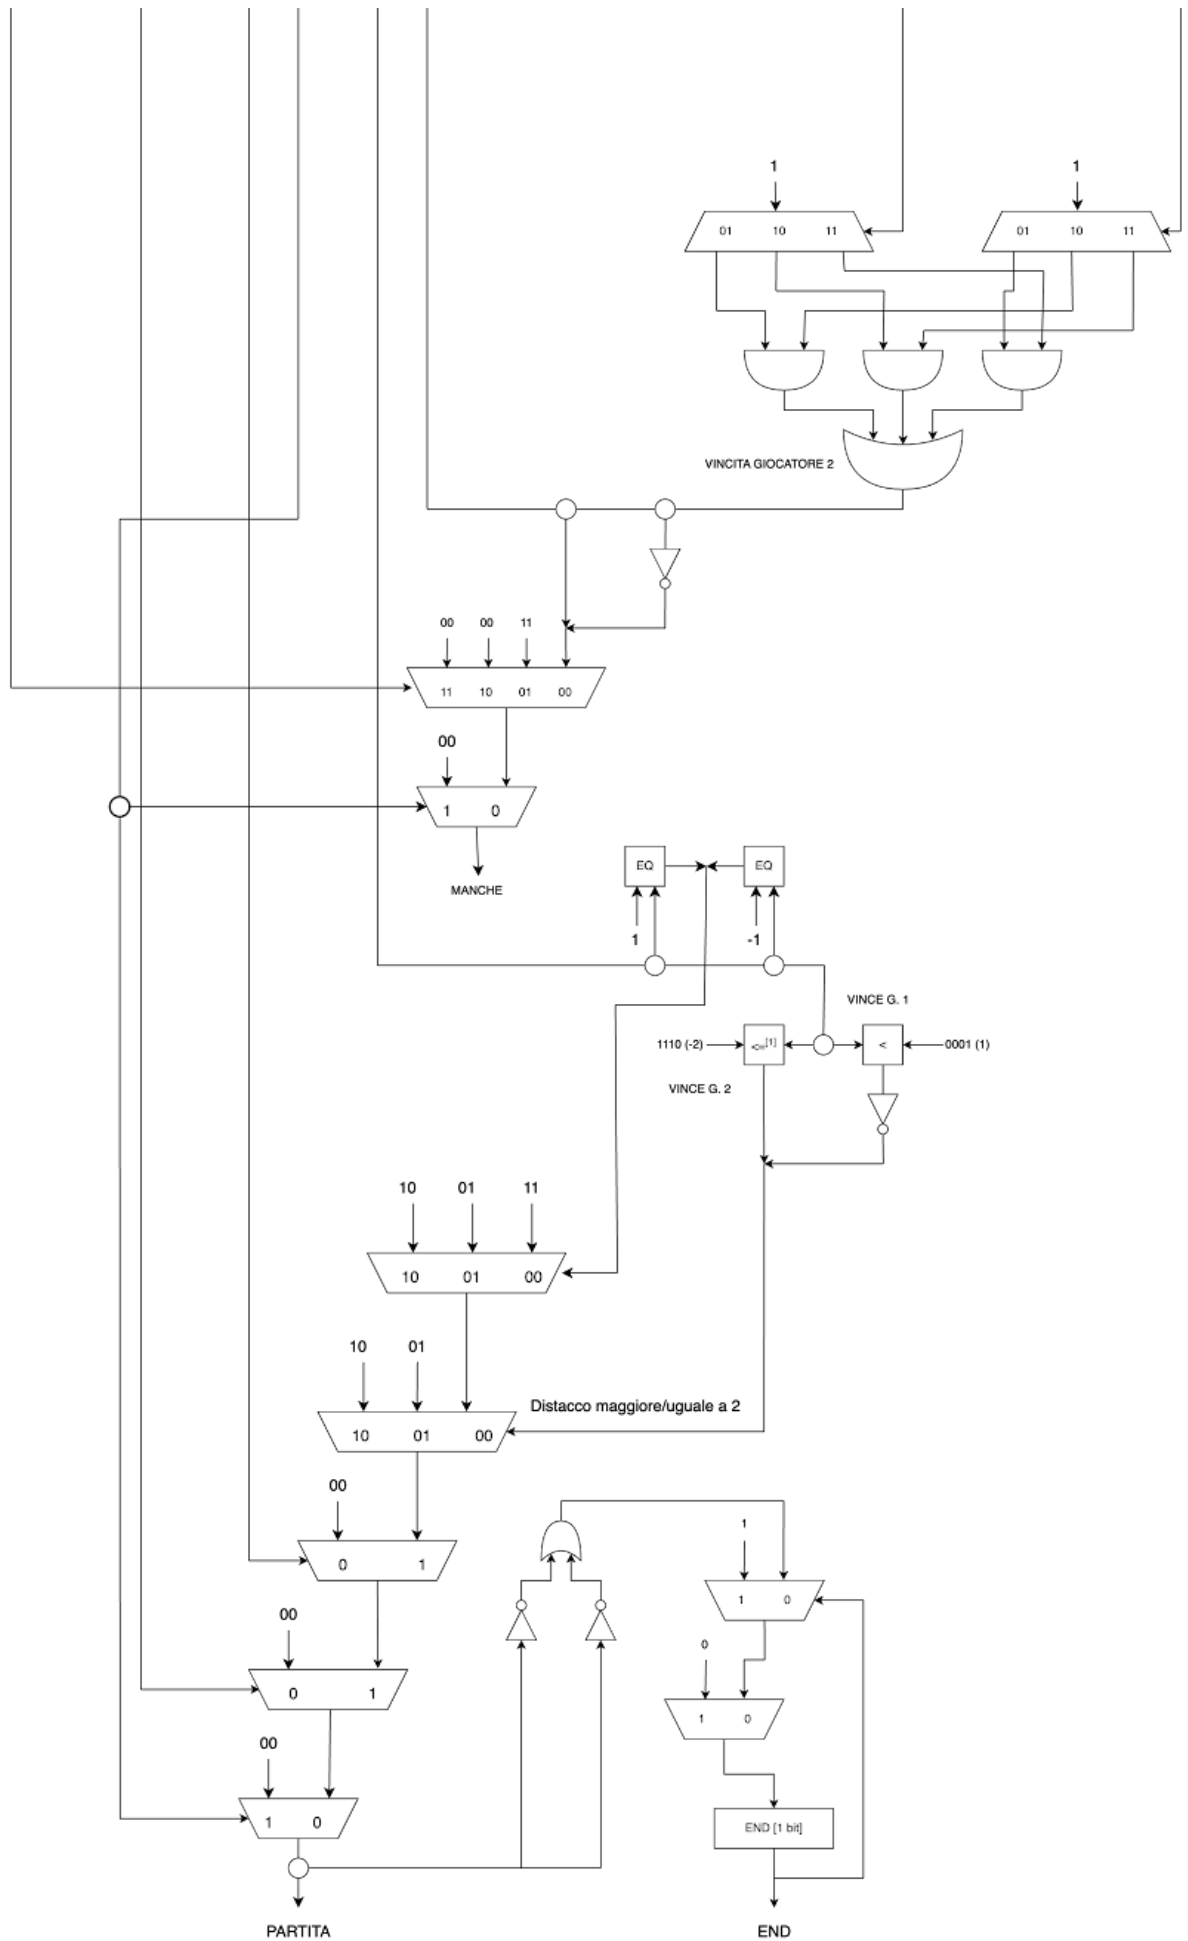 1 1
01 10 11 01 10 11
VINCITA GIOCATORE 2
00 00 11
11 10 01 00
00
1 0
MANCHE
EQ EQ
1 -1
VINCE G. 1
1110 (-2) <=[1] < 0001 (1)
VINCE G. 2
10 01 11
10 01 00
10 01
Distacco maggiore/uguale a 2
10 01 00
00
0 1
1
1 0
00
0 1
0
1 0
00
1 0
END [1 bit]
PARTITA END